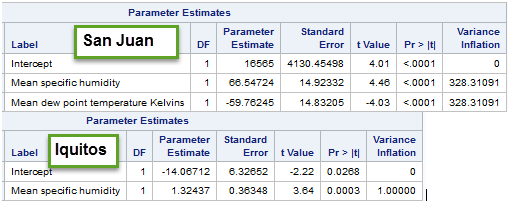 Parameter Estimates
Label San Juan DF Parameter Estimate Standard Error t Value Pr > |t| Variance Inflation
Intercept 1 16565 4130.45498 4.01 <.0001 0
Mean specific humidity 1 66.54724 14.92332 4.46 <.0001 328.31091
Mean dew point temperature Kelvins 1 -59.76245 14.83205 -4.03 <.0001 328.31091
Parameter Estimates
Label Iquitos DF Parameter Estimate Standard Error t Value Pr > |t| Variance Inflation
Intercept 1 -14.06712 6.32652 -2.22 0.0268 0
Mean specific humidity 1 1.32437 0.36348 3.64 0.0003 1.00000